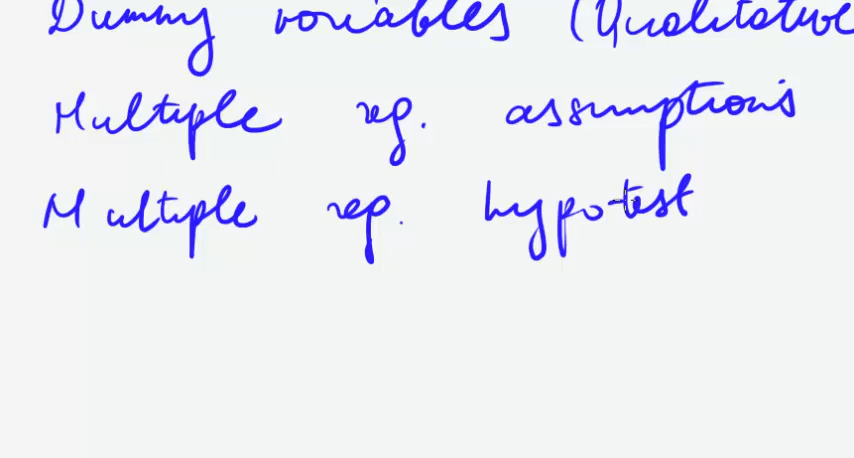 Dummy variables (Qualitative
Multiple reg. assumptions
Multiple reg. hypo-test